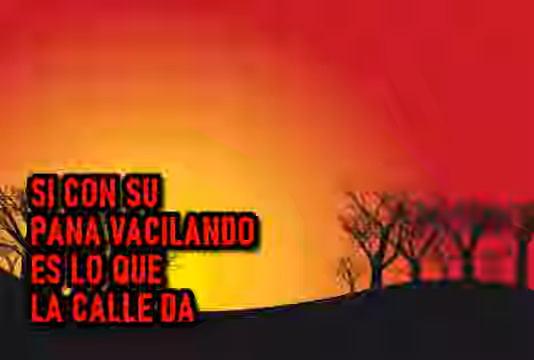 SI CON SU
PANA VACILANDO
ES LO QUE
LA CALLE DA